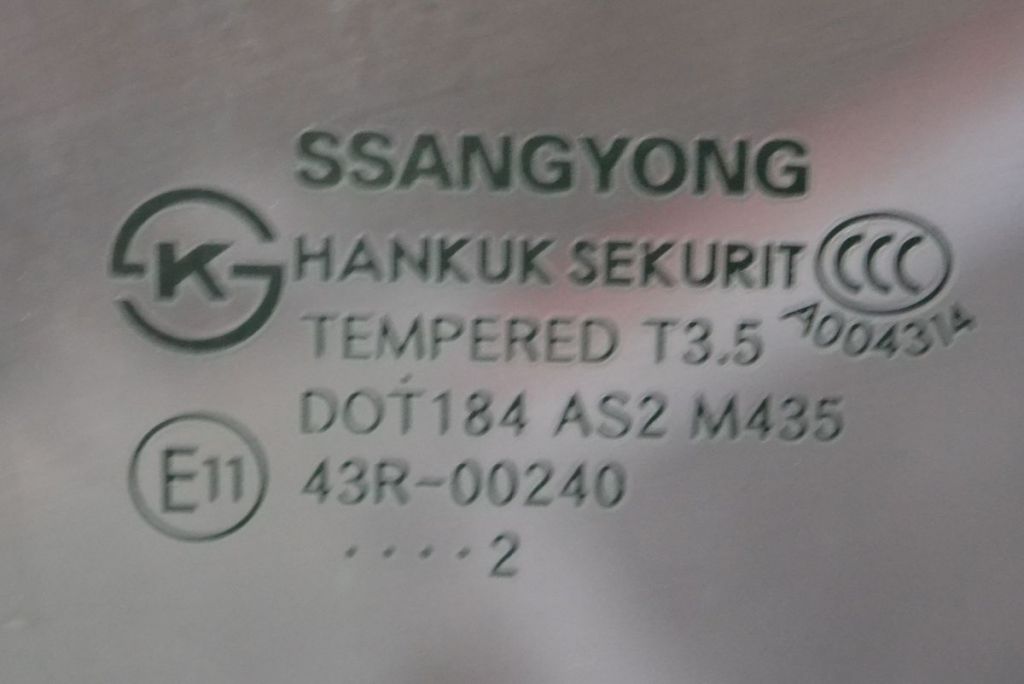 SSANGYONG
K HANKUK SEKURIT CCC
TEMPERED T3.5 A004314
DOT184 AS2 M435
E11 43R-00240
....2